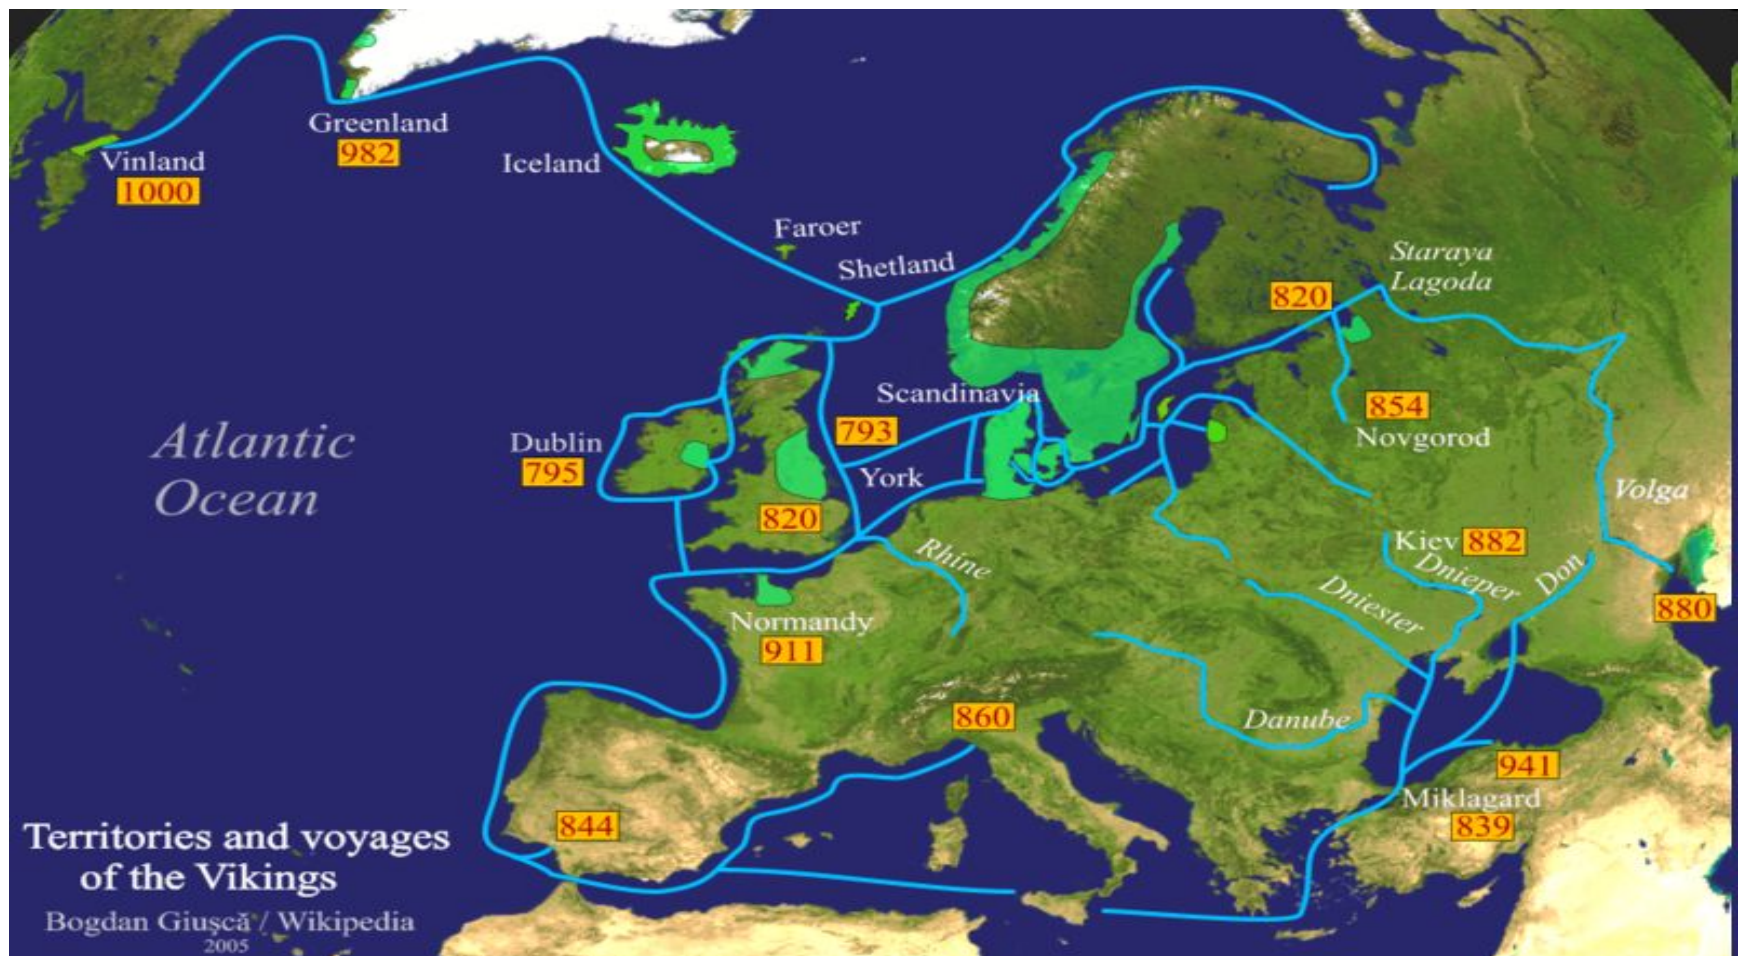 Greenland
982
Vinland
1000
Iceland
Faroer
Shetland
Staraya
Lagoda
820
Scandinavia
854
Novgorod
793
Dublin
795
York
820
Atlantic
Ocean
Volga
Kiev 882
Rhine
Dnieper
Don
Dniester
880
Normandy
911
860
Danube
941
Miklagard
839
844
Territories and voyages
of the Vikings
Bogdan Giuşcă / Wikipedia
2005